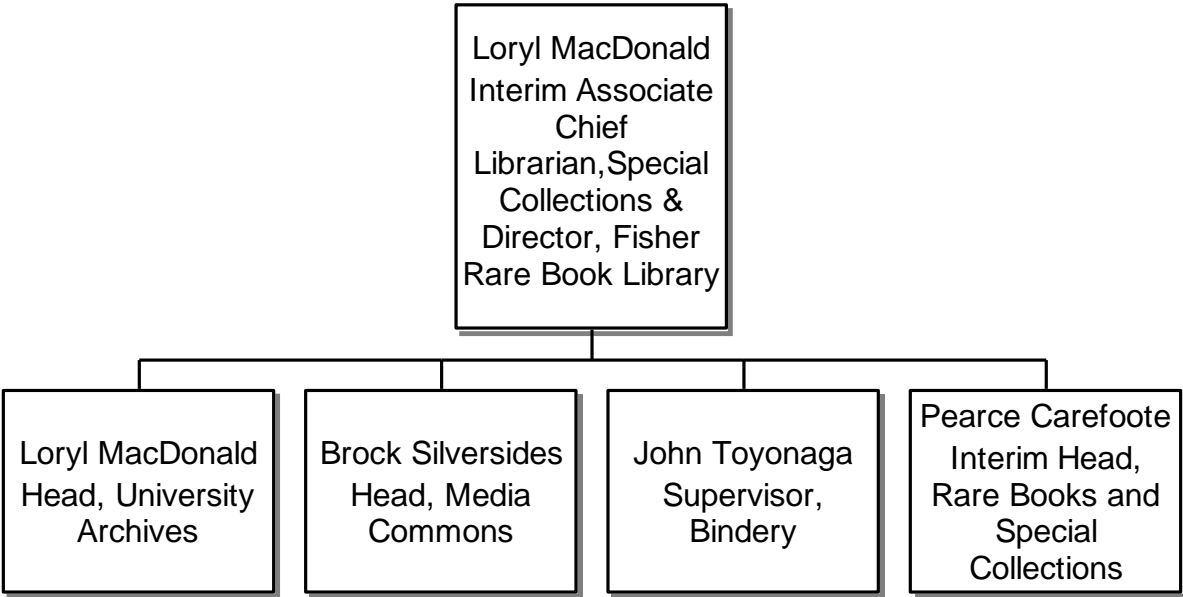 Loryl MacDonald
Interim Associate
Chief
Librarian,Special
Collections &
Director, Fisher
Rare Book Library
Loryl MacDonald
Head, University
Archives
Brock Silversides
Head, Media
Commons
John Toyonaga
Supervisor,
Bindery
Pearce Carefoote
Interim Head,
Rare Books and
Special
Collections